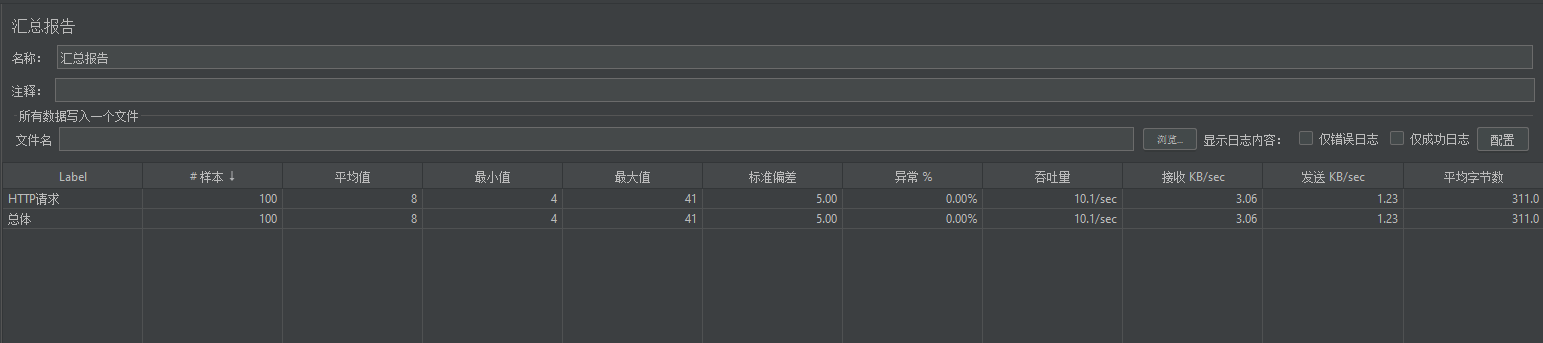 汇总报告
名称: 汇总报告
注释:
所有数据写入一个文件
文件名 浏览... 显示日志内容: 仅错误日志 仅成功日志 配置
Label # 样本 ↓ 平均值 最小值 最大值 标准偏差 异常 % 吞吐量 接收 KB/sec 发送 KB/sec 平均字节数
HTTP请求 100 8 4 41 5.00 0.00% 10.1/sec 3.06 1.23 311.0
总体 100 8 4 41 5.00 0.00% 10.1/sec 3.06 1.23 311.0